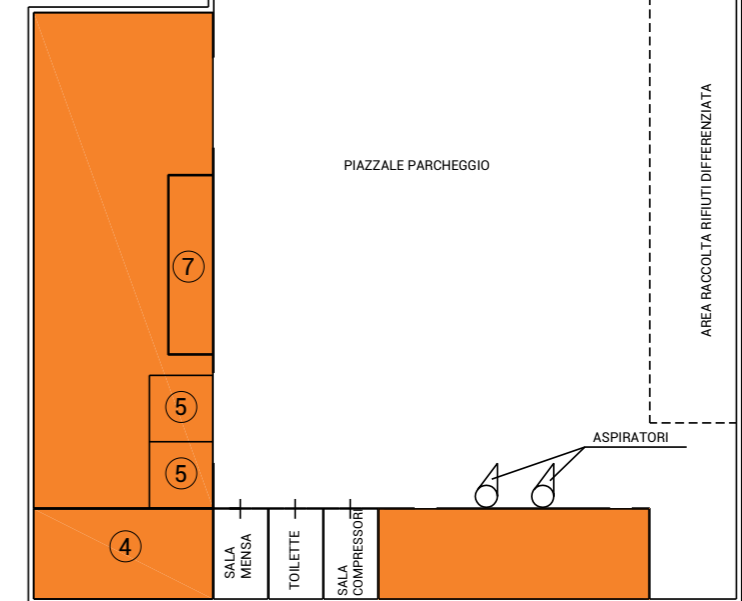 PIAZZALE PARCHEGGIO
AREA RACCOLTA RIFIUTI DIFFERENZIATA
7
5
5
ASPIRATORI
4
SALA
MENSA
TOILETTE
SALA
COMPRESSORI